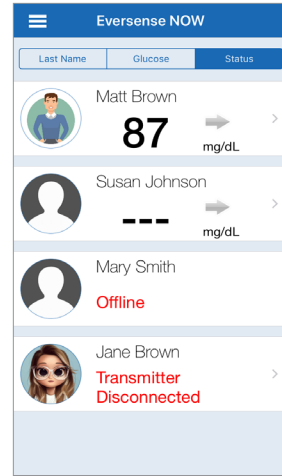 Eversense NOW
Last Name Glucose Status
Matt Brown
87
mg/dL
Susan Johnson
---
mg/dL
Mary Smith
Offline
Jane Brown
Transmitter
Disconnected